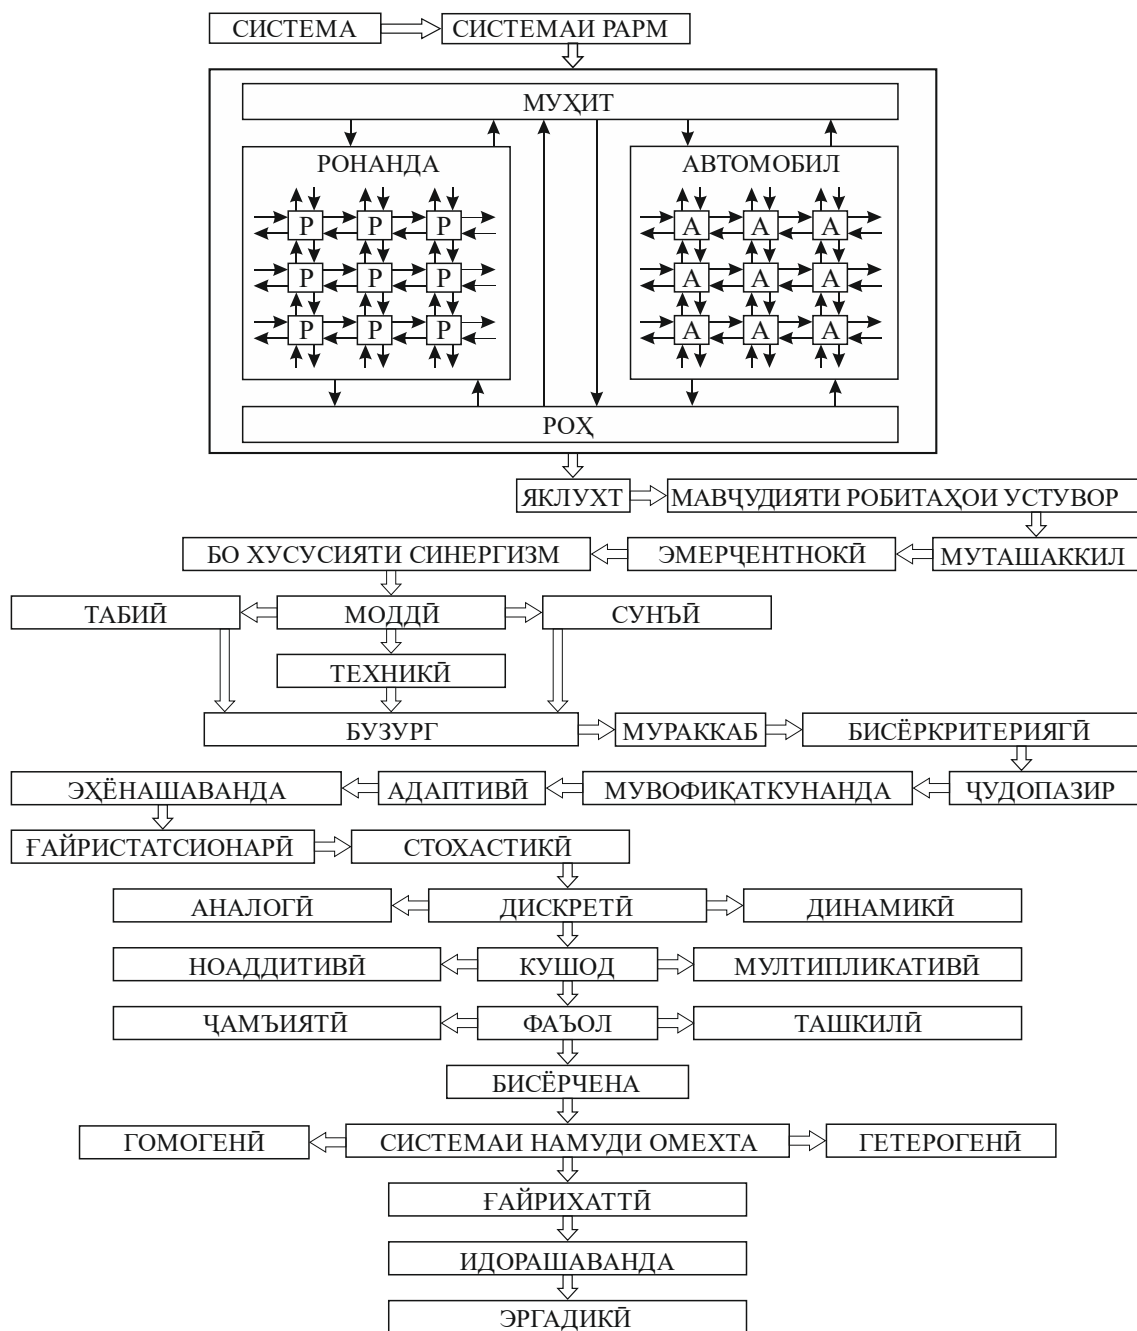 СИСТЕМА
СИСТЕМАИ РАРМ
МУҲИТ
РОНАНДА
АВТОМОБИЛ
Р Р Р
А А А
Р Р Р
А А А
Р Р Р
А А А
РОҲ
ЯКЛУХТ
МАВҶУДИЯТИ РОБИТАҲОИ УСТУВОР
БО ХУСУСИЯТИ СИНЕРГИЗМ
ЭМЕРҶЕНТНОКӢ
МУТАШАККИЛ
ТАБИӢ
МОДДӢ
СУНЪӢ
ТЕХНИКӢ
БУЗУРГ
МУРАККАБ
БИСЁРКРИТЕРИЯГӢ
ЭҲЁНАШАВАНДА
АДАПТИВӢ
МУВОФИҚАТКУНАНДА
ҶУДОПАЗИР
ҒАЙРИСТАТСИОНАРӢ
СТОХАСТИКӢ
АНАЛОГӢ
ДИСКРЕТӢ
ДИНАМИКӢ
НОАДДИТИВӢ
КУШОД
МУЛТИПЛИКАТИВӢ
ҶАМЪИЯТӢ
ФАЪОЛ
ТАШКИЛӢ
БИСЁРЧЕНА
ГОМОГЕНӢ
СИСТЕМАИ НАМУДИ ОМЕХТА
ГЕТЕРОГЕНӢ
ҒАЙРИХАТТӢ
ИДОРАШАВАНДА
ЭРГАДИКӢ